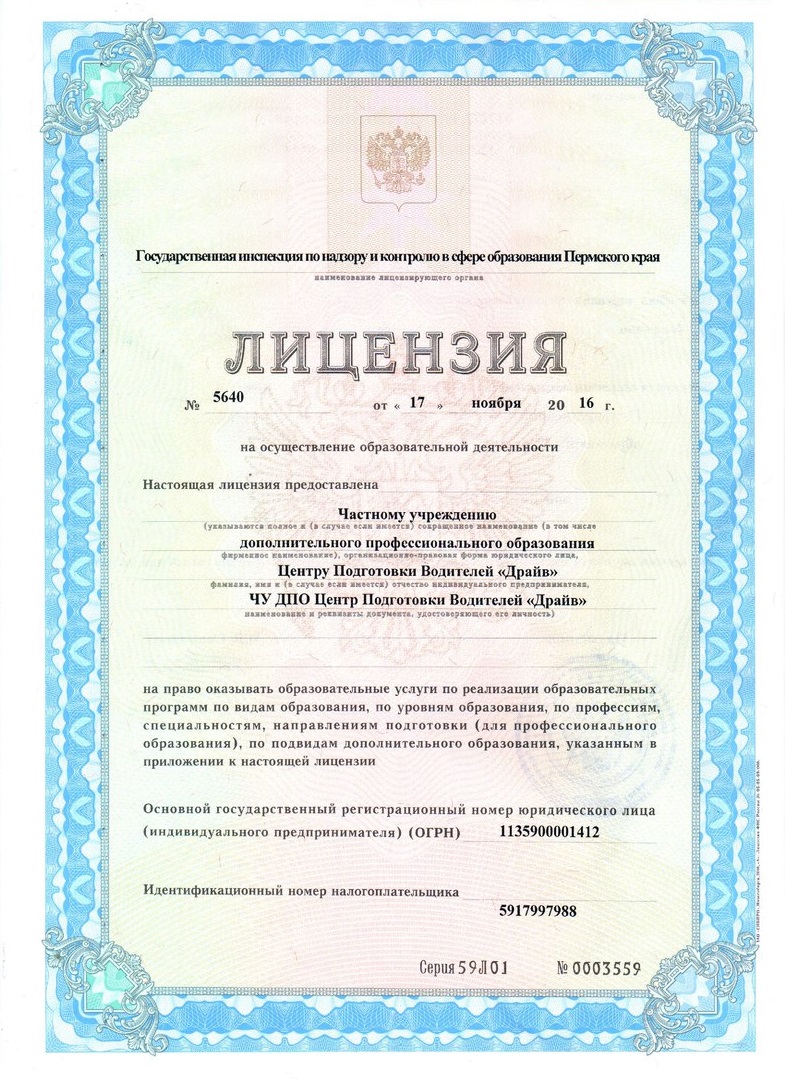 Государственная инспекция по надзору и контролю в сфере образования Пермского края
наименование лицензирующего органа
ЛИЦЕНЗИЯ
№ 5640 от « 17 » ноября 20 16 г.
на осуществление образовательной деятельности
Настоящая лицензия предоставлена
Частному учреждению
(указываются полное и (в случае если имеется) сокращенное наименование (в том числе
дополнительного профессионального образования
фирменное наименование), организационно-правовая форма юридического лица,
Центру Подготовки Водителей «Драйв»
фамилия, имя и (в случае если имеется) отчество индивидуального предпринимателя,
ЧУ ДПО Центр Подготовки Водителей «Драйв»
наименование и реквизиты документа, удостоверяющего его личность)
на право оказывать образовательные услуги по реализации образовательных
программ по видам образования, по уровням образования, по профессиям,
специальностям, направлениям подготовки (для профессионального
образования), по подвидам дополнительного образования, указанным в
приложении к настоящей лицензии
Основной государственный регистрационный номер юридического лица
(индивидуального предпринимателя) (ОГРН) 1135900001412
Идентификационный номер налогоплательщика
5917997988
Серия 59Л01 № 0003559